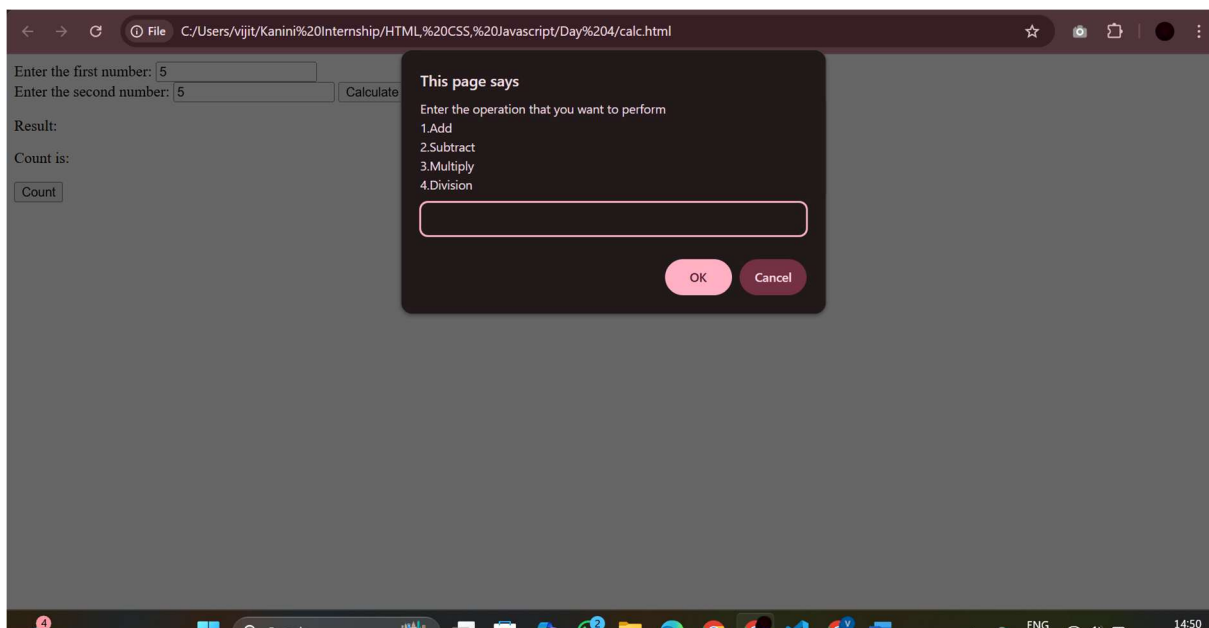 File C:/Users/vijit/Kanini%20Internship/HTML,%20CSS,%20Javascript/Day%204/calc.html
Enter the first number: 5
Enter the second number: 5 Calculate
Result:
Count is:
Count
This page says
Enter the operation that you want to perform
1.Add
2.Subtract
3.Multiply
4.Division
OK Cancel
4
2
V
ENG
14:50